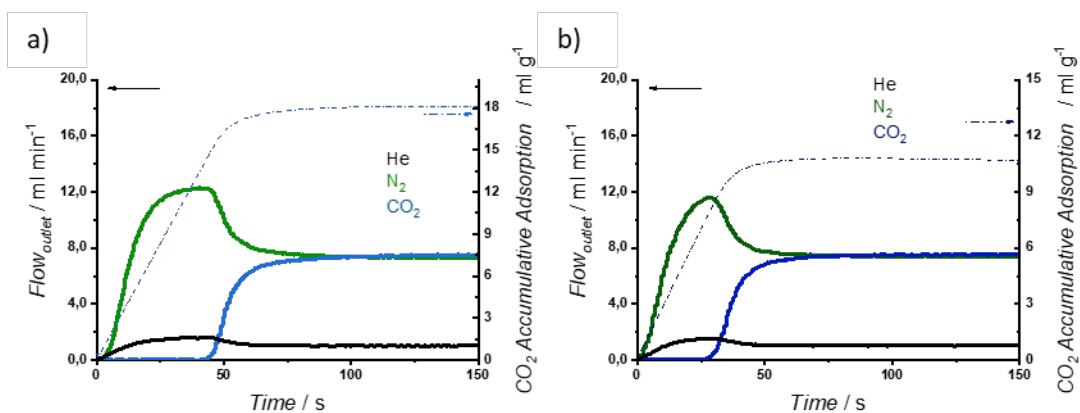 a)
Flow_outlet / ml min⁻¹
20,0
16,0
12,0
8,0
4,0
0,0
He
N₂
CO₂
18
15
12
9
6
3
0
CO₂ Accumulative Adsorption / ml g⁻¹
0
50
100
150
Time / s
b)
Flow_outlet / ml min⁻¹
20,0
16,0
12,0
8,0
4,0
0,0
He
N₂
CO₂
15
12
9
6
3
0
CO₂ Accumulative Adsorption / ml g⁻¹
0
50
100
150
Time / s